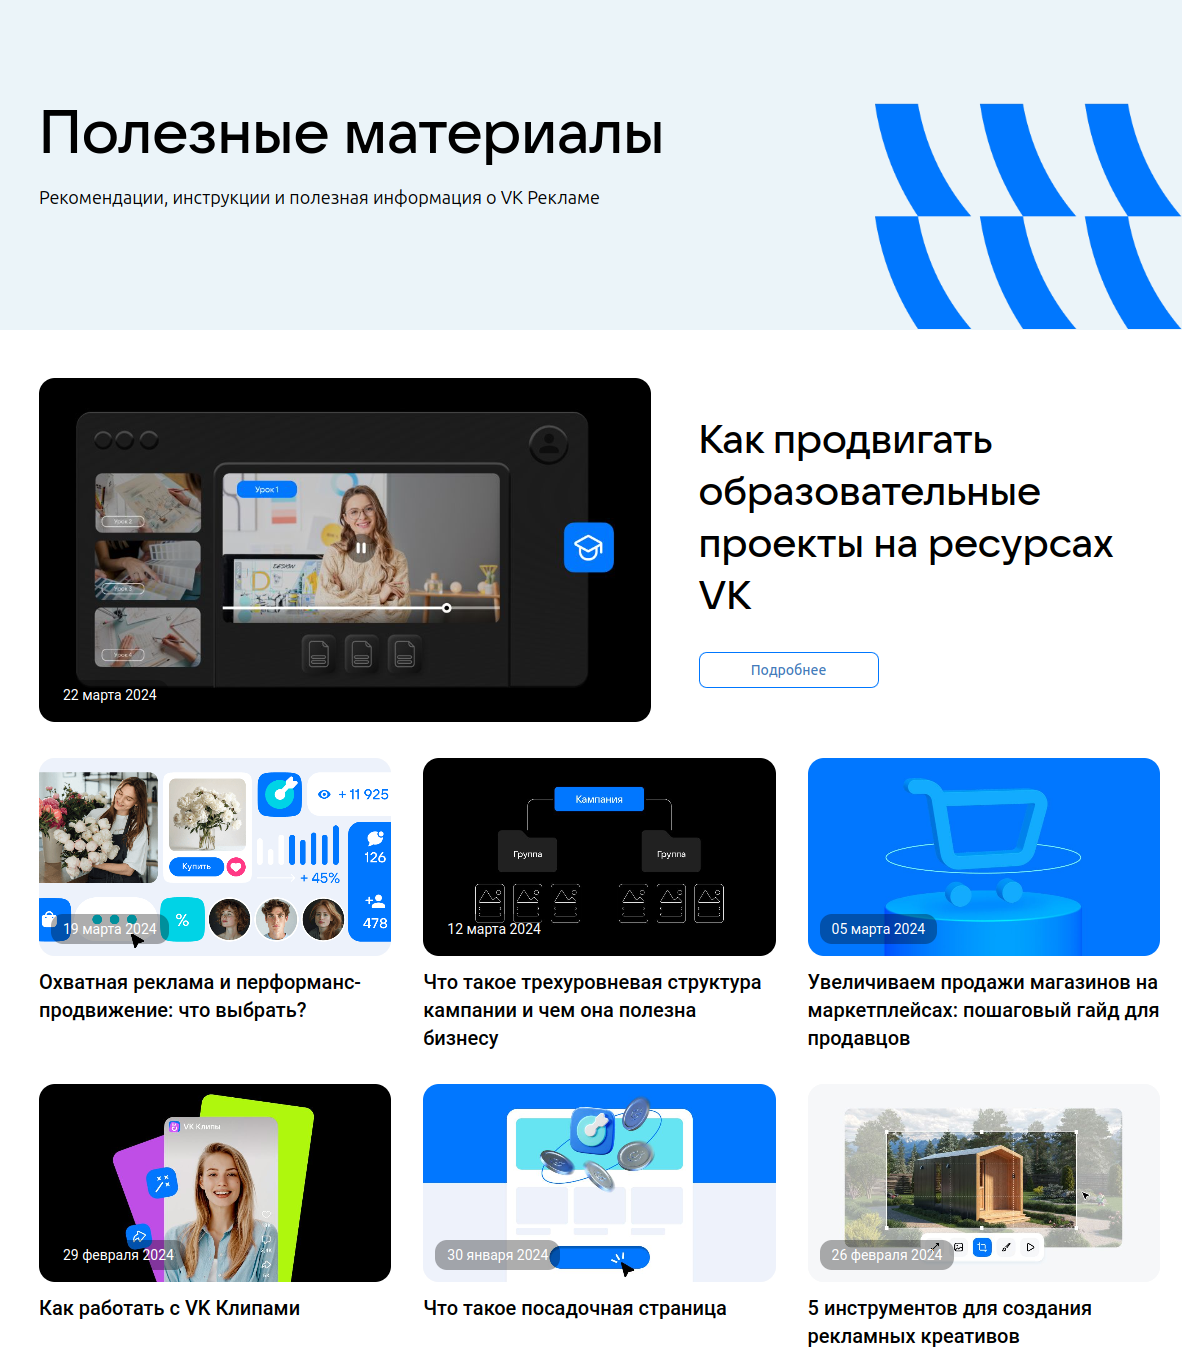 Полезные материалы
Рекомендации, инструкции и полезная информация о VK Рекламе
Урок 1
Урок 2
Урок 3
Урок 4
22 марта 2024
Как продвигать
образовательные
проекты на ресурсах
VK
Подробнее
+ 11 925
Купить
+ 45%
126
%
478
19 марта 2024
Кампания
Группа
Группа
12 марта 2024
05 марта 2024
Охватная реклама и перформанс-
продвижение: что выбрать?
Что такое трехуровневая структура
кампании и чем она полезна
бизнесу
Увеличиваем продажи магазинов на
маркетплейсах: пошаговый гайд для
продавцов
VK Клипы
29 февраля 2024
30 января 2024
26 февраля 2024
Как работать с VK Клипами
Что такое посадочная страница
5 инструментов для создания
рекламных креативов